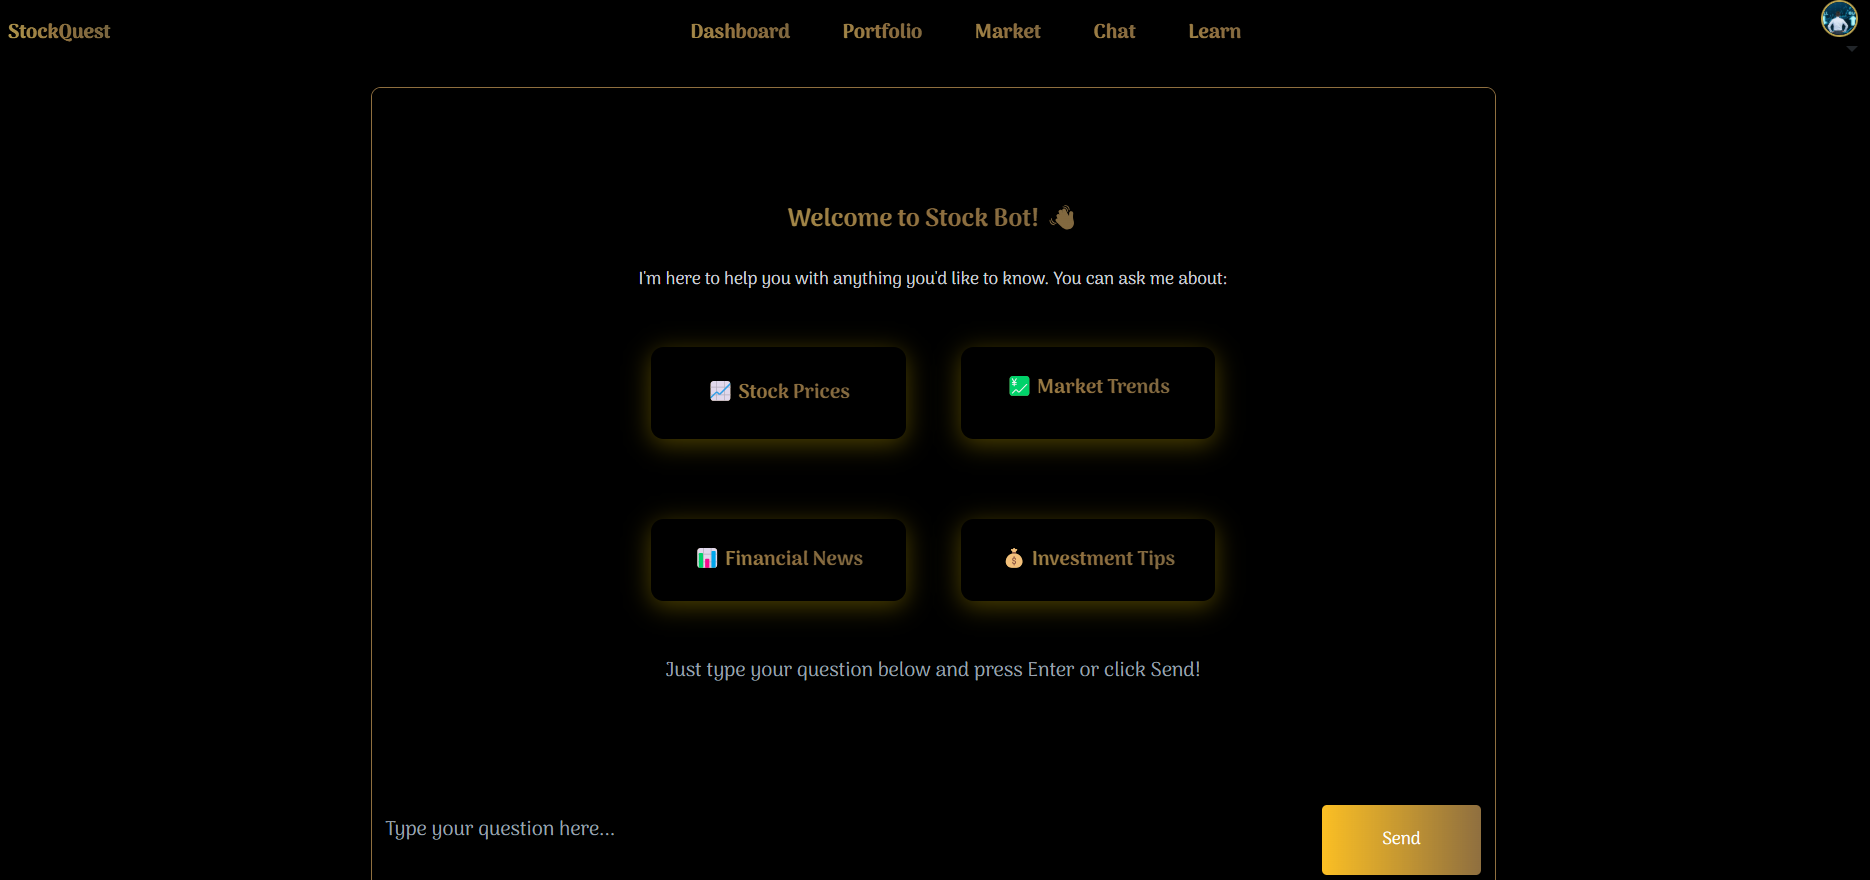 StockQuest
Dashboard
Portfolio
Market
Chat
Learn
Welcome to Stock Bot! 👋
I'm here to help you with anything you'd like to know. You can ask me about:
📈 Stock Prices
💹 Market Trends
📊 Financial News
💰 Investment Tips
Just type your question below and press Enter or click Send!
Type your question here...
Send